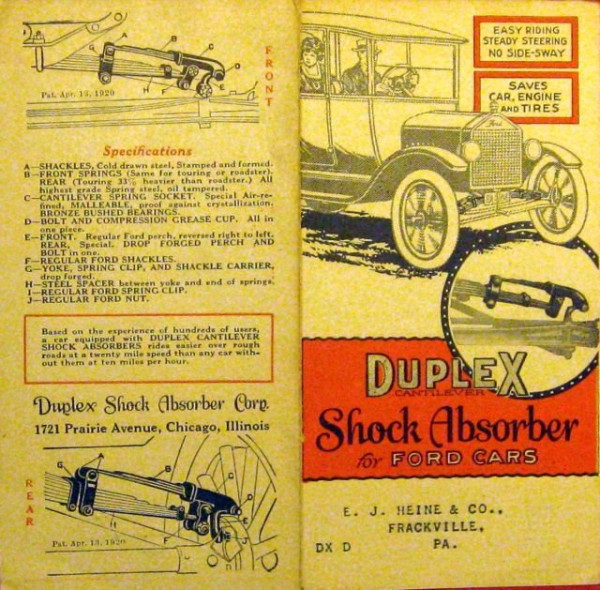 A
B
C
D
H
F
G
E
FRONT
Pat. Apr. 13, 1920
Specifications
A—SHACKLES, Cold drawn steel, Stamped and formed.
B—FRONT SPRINGS (Same for touring or roadster).
REAR (Touring 33% heavier than roadster.) All
highest grade Spring steel, oil tempered.
C—CANTILEVER SPRING SOCKET. Special Air-re-
fined, MALLEABLE, proof against crystallization,
BRONZE BUSHED BEARINGS.
D—BOLT AND COMPRESSION GREASE CUP. All in
one piece.
E—FRONT. Regular Ford perch, reversed right to left.
REAR, Special, DROP FORGED PERCH AND
BOLT in one.
F—REGULAR FORD SHACKLES.
G—YOKE, SPRING CLIP, AND SHACKLE CARRIER,
drop forged.
H—STEEL SPACER between yoke and end of springs.
I—REGULAR FORD SPRING CLIP.
J—REGULAR FORD NUT.
Based on the experience of hundreds of users,
a car equipped with DUPLEX CANTILEVER
SHOCK ABSORBERS rides easier over rough
roads at a twenty mile speed than any car with-
out them at ten miles per hour.
Duplex Shock Absorber Corp.
1721 Prairie Avenue, Chicago, Illinois
G
A
B
C
D
H
F
J
E
REAR
Pat. Apr. 13, 1920
EASY RIDING
STEADY STEERING
NO SIDE-SWAY
SAVES
CAR, ENGINE
and TIRES
Ford
DUPLEX
CANTILEVER
Shock Absorber
for FORD CARS
E. J. HEINE & CO.,
FRACKVILLE,
DX D PA.